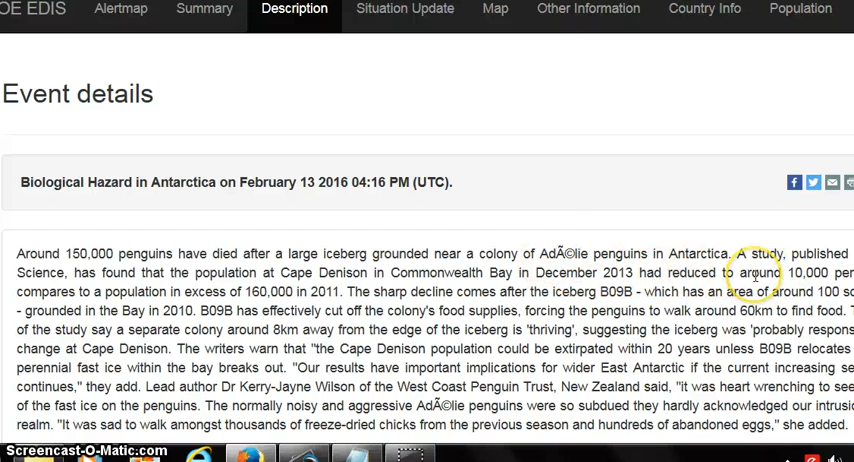 OE EDIS Alertmap Summary Description Situation Update Map Other Information Country Info Population
Event details
Biological Hazard in Antarctica on February 13 2016 04:16 PM (UTC).
Around 150,000 penguins have died after a large iceberg grounded near a colony of AdÃ©lie penguins in Antarctica. A study, published
Science, has found that the population at Cape Denison in Commonwealth Bay in December 2013 had reduced to around 10,000 pen
compares to a population in excess of 160,000 in 2011. The sharp decline come after the iceberg B09B - which has an area of around 100 sq
- grounded in the Bay in 2010. B09B has effectively cut off the colony's food supplies, forcing the penguins to walk around 60km to find food. T
of the study say a separate colony around 8km away from the edge of the iceberg is 'thriving', suggesting the iceberg was 'probably respons
change at Cape Denison. The writers warn that "the Cape Denison population could be extirpated within 20 years unless B09B relocates
perennial fast ice within the bay breaks out. "Our results have important implications for wider East Antarctic if the current increasing se
continues," they add. Lead author Dr Kerry-Jayne Wilson of the West Coast Penguin Trust, New Zealand said, "it was heart wrenching to see
of the fast ice on the penguins. The normally noisy and aggressive AdÃ©lie penguins were so subdued they hardly acknowledged our intrusi
realm. "It was sad to walk amongst thousands of freeze-dried chicks from the previous season and hundreds of abandoned eggs," she added.
Screencast-O-Matic.com